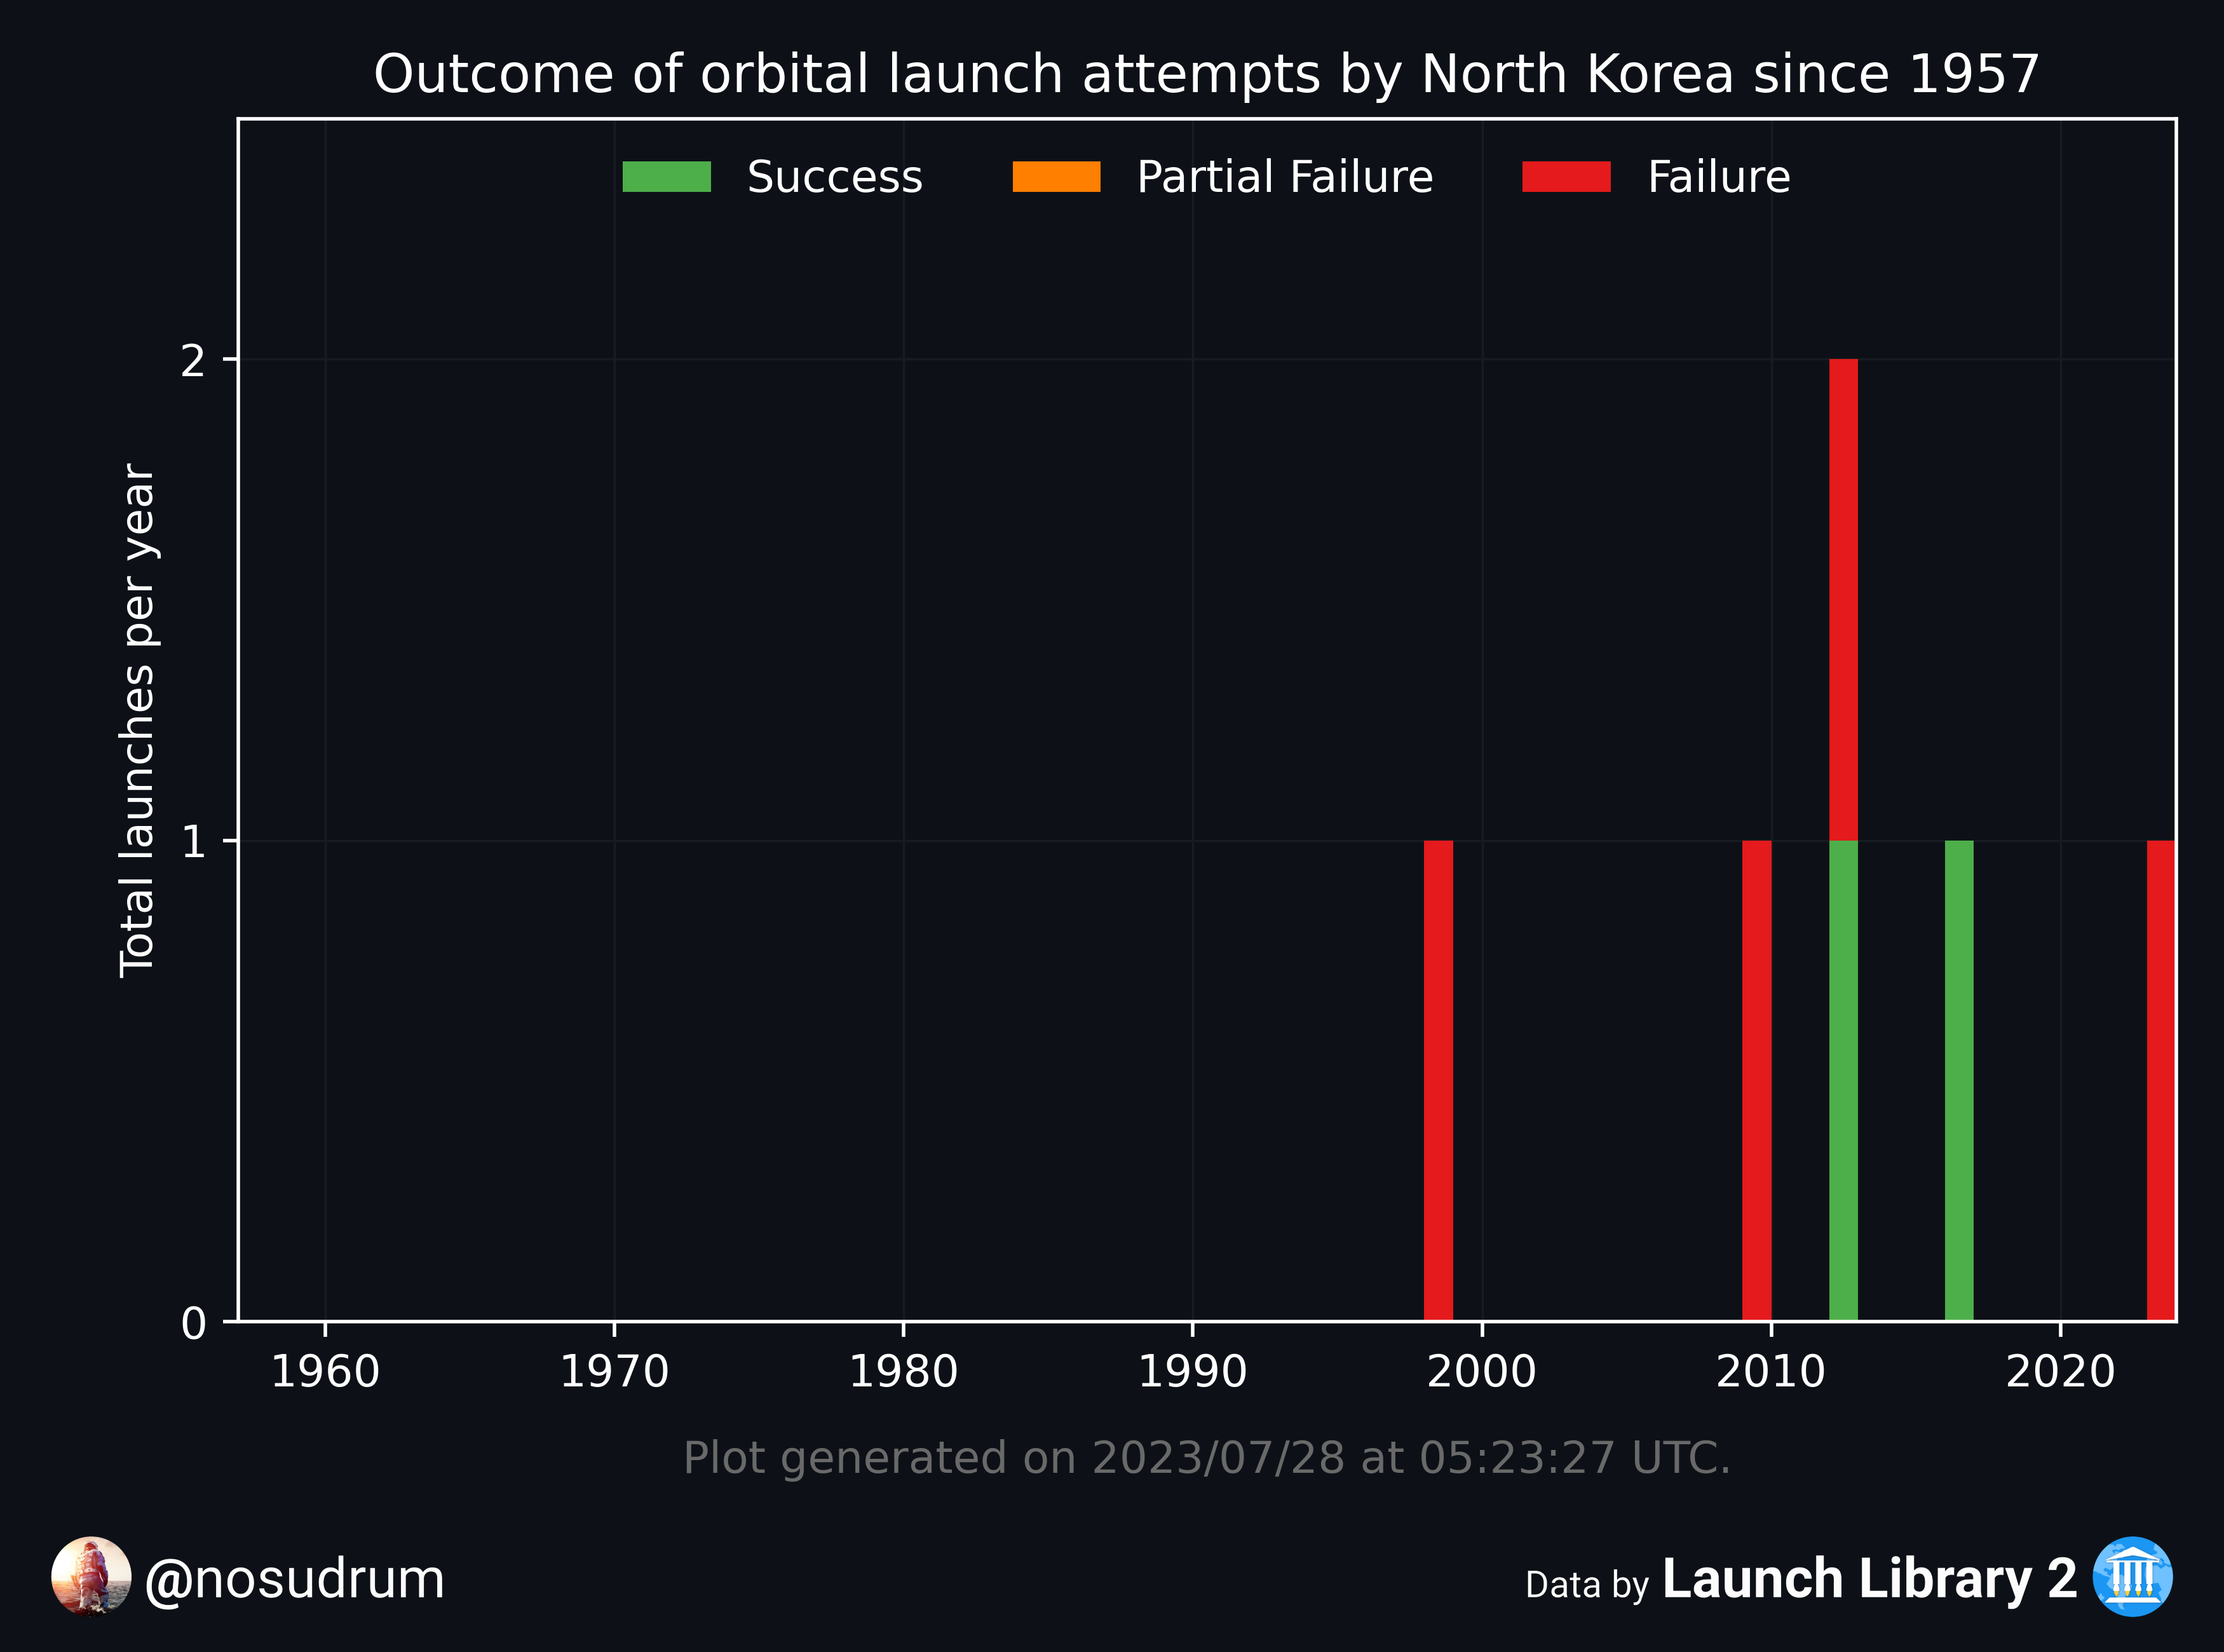 Outcome of orbital launch attempts by North Korea since 1957
Success Partial Failure Failure
Total launches per year
2
1
0
1960 1970 1980 1990 2000 2010 2020
Plot generated on 2023/07/28 at 05:23:27 UTC.
@nosudrum
Data by Launch Library 2